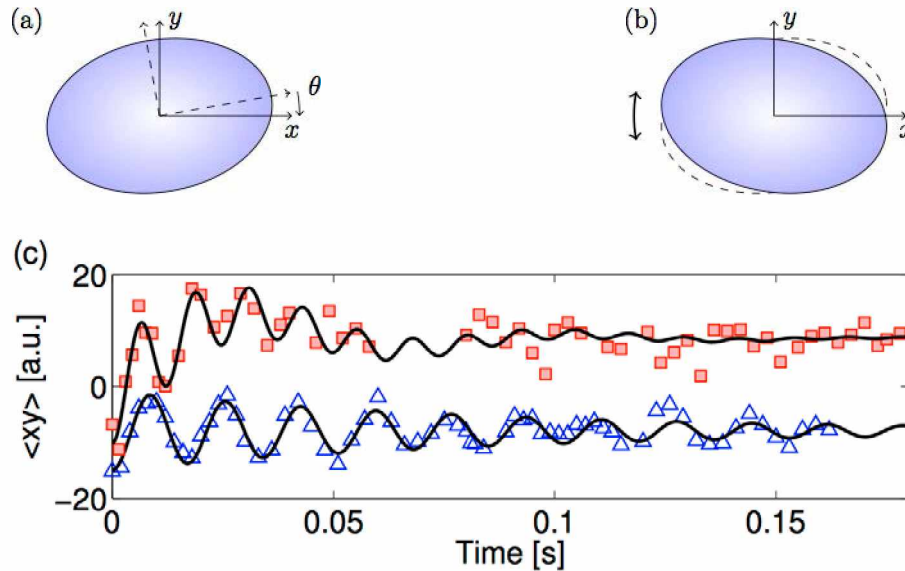 (a)
y
θ
x
(b)
y
x
(c)
20
0
−20
<xy> [a.u.]
0
0.05
0.1
0.15
Time [s]